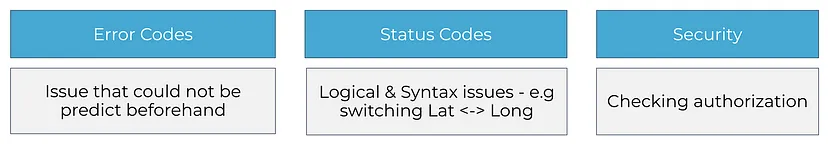 Error Codes
Status Codes
Security
Issue that could not be
predict beforehand
Logical & Syntax issues - e.g
switching Lat <-> Long
Checking authorization